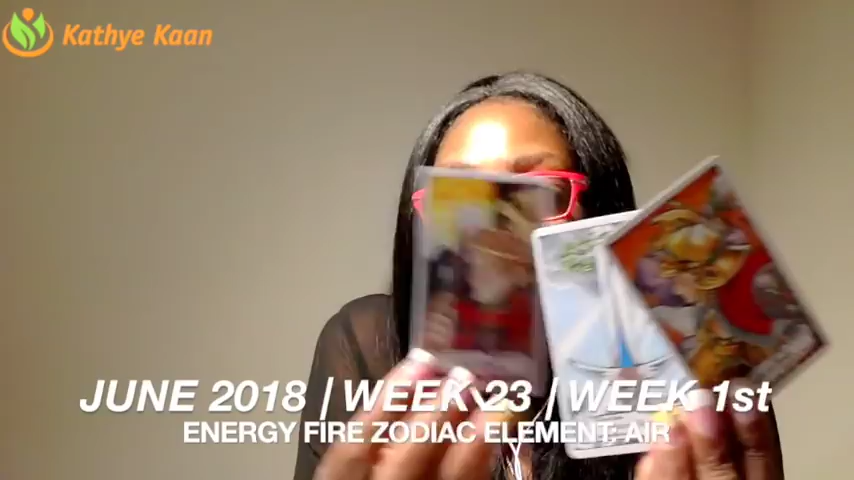 Kathye Kaan
JUNE 2018 | WEEK 23 | WEEK 1st
ENERGY FIRE ZODIAC ELEMENT: AIR